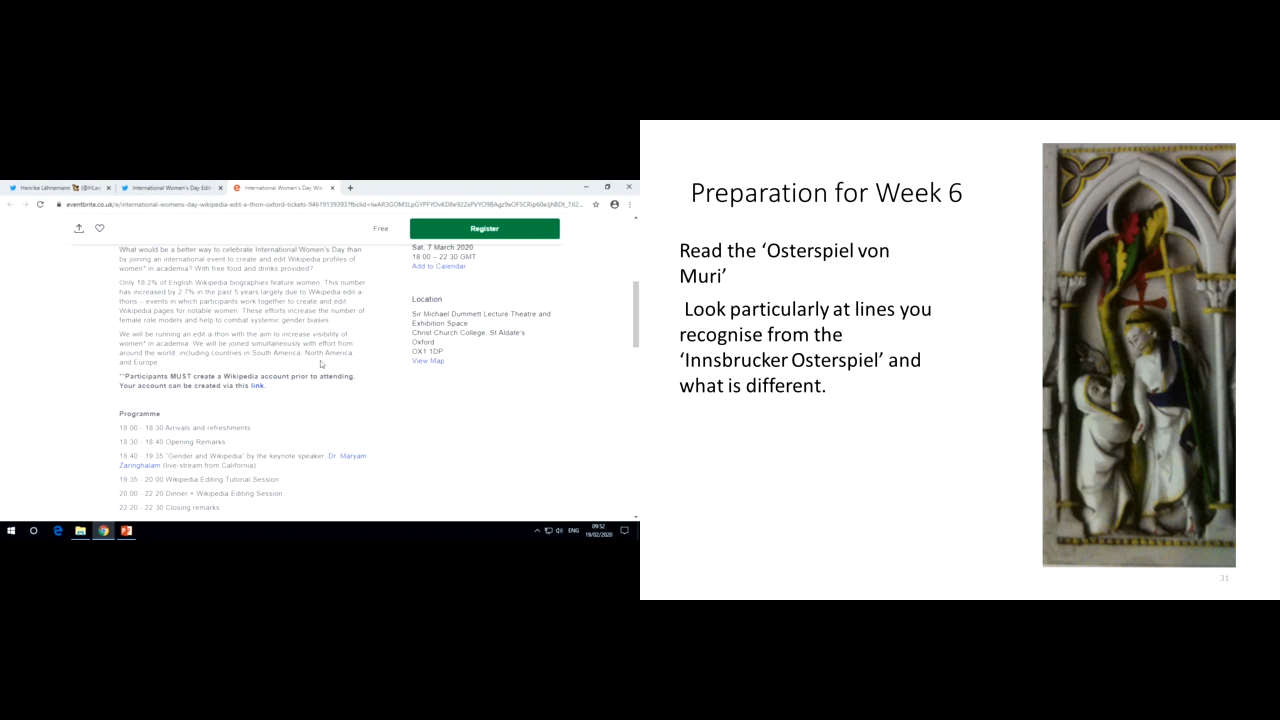 Henrike Lähnemann
International Women's Day Edit
International Women's Day Wik
Free
Register
What would be a better way to celebrate International Women's Day than
by joining an international event to create and edit Wikipedia profiles of
women* in academia? With free food and drinks provided?
Only 18.2% of English Wikipedia biographies feature women. This number
has increased by 2.7% in the past 5 years largely due to Wikipedia edit-a-
thons – events in which participants work together to create and edit
Wikipedia pages for notable women. These efforts increase the number of
female role models and help to combat systemic gender biases.
We will be running an edit-a-thon with the aim to increase visibility of
women* in academia. We will be joined simultaneously with effort from
around the world, including countries in South America, North America
and Europe.
**Participants MUST create a Wikipedia account prior to attending.
Your account can be created via this link.
Programme
18:00 - 18:30 Arrivals and refreshments
18:30 - 18:40 Opening Remarks
18:40 - 19:35 "Gender and Wikipedia" by the keynote speaker, Dr. Maryam
Zaringhalam (live-stream from California)
19:35 - 20:00 Wikipedia Editing Tutorial Session
20:00 - 22:20 Dinner + Wikipedia Editing Session
22:20 - 22:30 Closing remarks
Sat, 7 March 2020
18:00 – 22:30 GMT
Add to Calendar
Location
Sir Michael Dummett Lecture Theatre and
Exhibition Space
Christ Church College, St Aldate's
Oxford
OX1 1DP
View Map
ENG
09:52
19/02/2020
Preparation for Week 6
Read the ‘Osterspiel von
Muri’
Look particularly at lines you
recognise from the
‘Innsbrucker Osterspiel’ and
what is different.
31